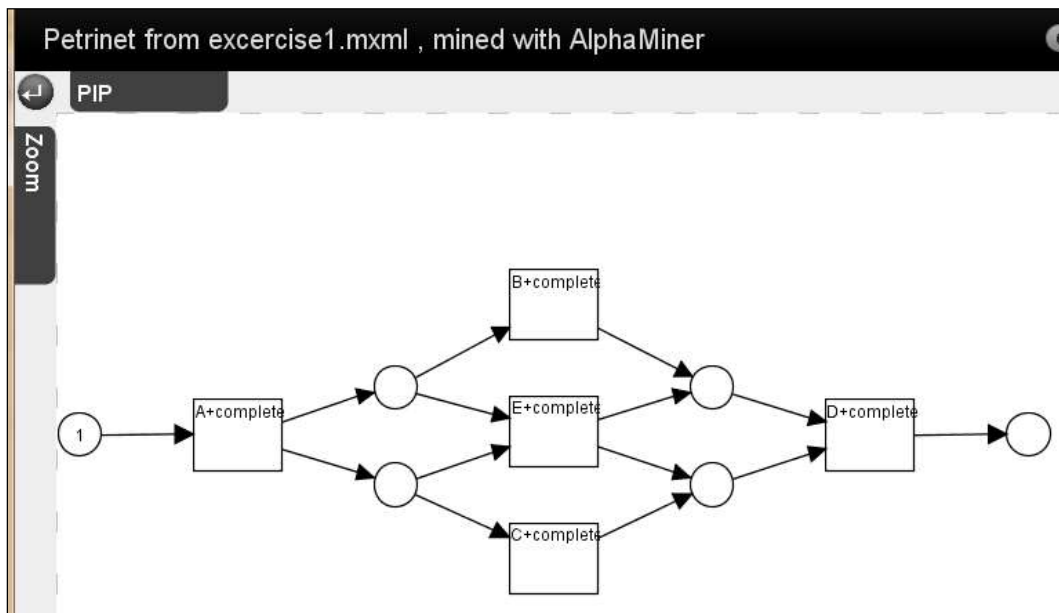 Petrinet from excercise1.mxml , mined with AlphaMiner
PIP
Zoom
B+complete
A+complete
E+complete
D+complete
1
C+complete